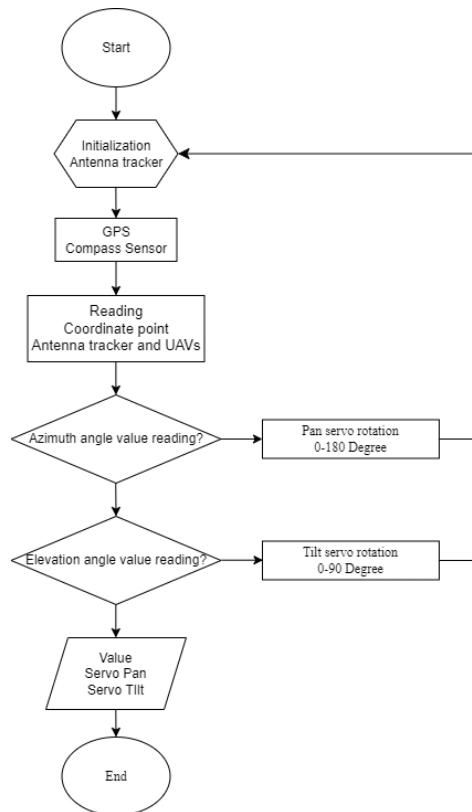 Start
Initialization
Antenna tracker
GPS
Compass Sensor
Reading
Coordinate point
Antenna tracker and UAVs
Azimuth angle value reading?
Pan servo rotation
0-180 Degree
Elevation angle value reading?
Tilt servo rotation
0-90 Degree
Value
Servo Pan
Servo TIlt
End